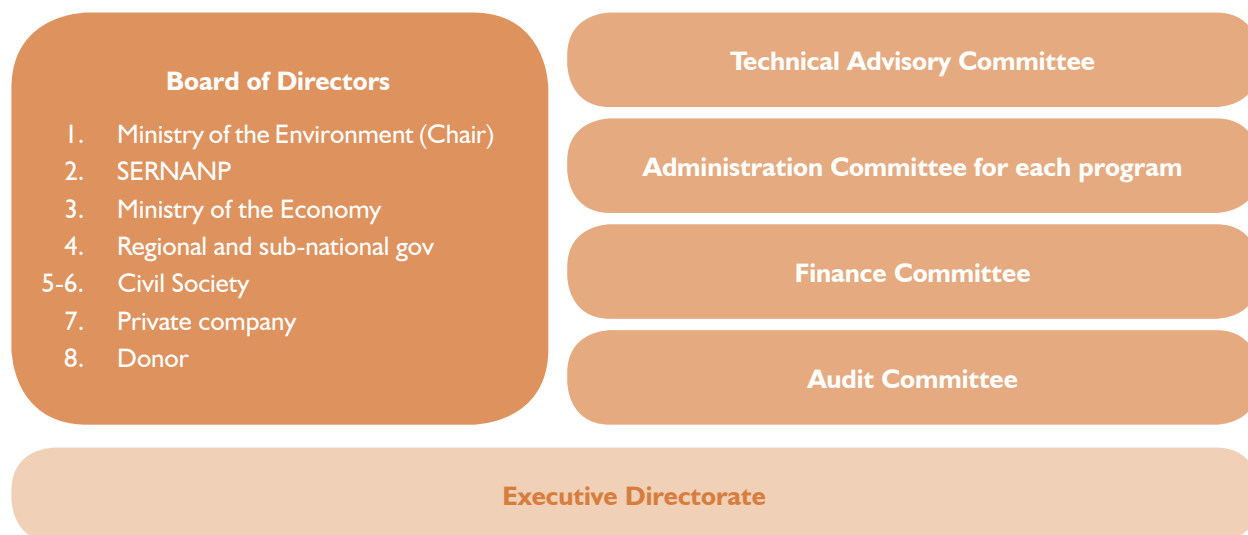 Board of Directors
1. Ministry of the Environment (Chair)
2. SERNANP
3. Ministry of the Economy
4. Regional and sub-national gov
5-6. Civil Society
7. Private company
8. Donor
Technical Advisory Committee
Administration Committee for each program
Finance Committee
Audit Committee
Executive Directorate